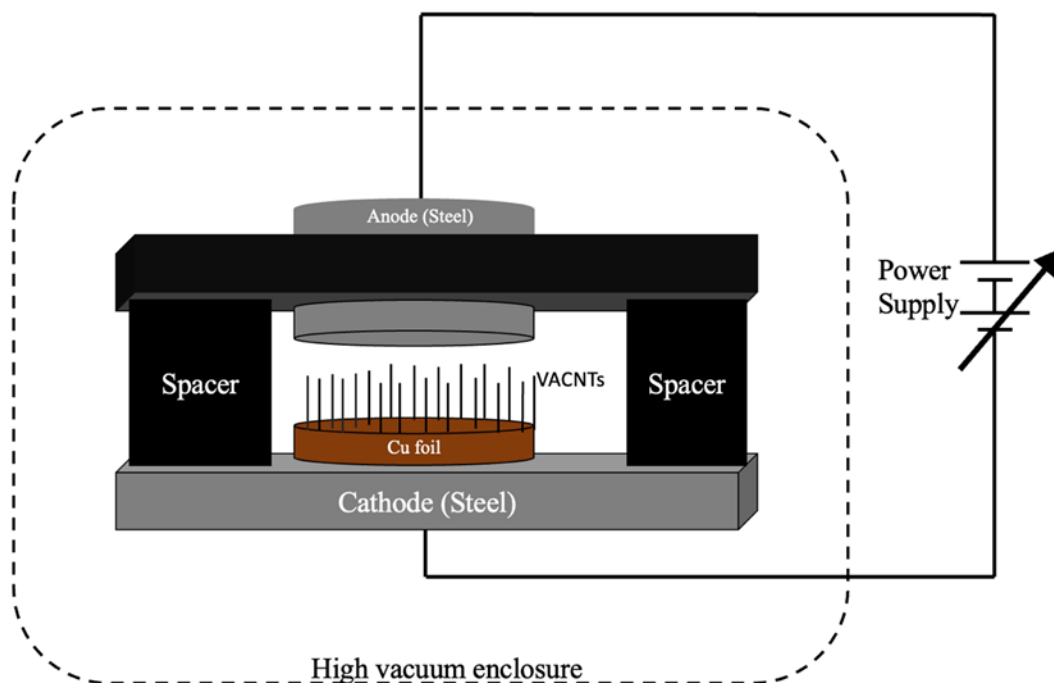 Anode (Steel)
Power
Supply
Spacer
VACNTs
Spacer
Cu foil
Cathode (Steel)
High vacuum enclosure